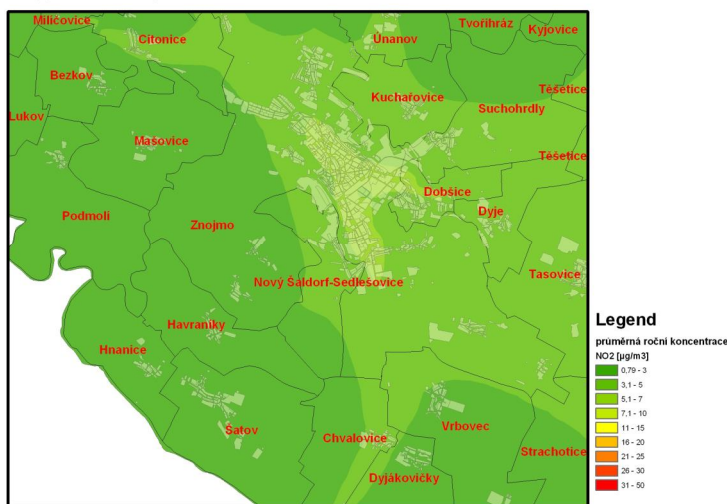 Milíčovice
Citonice
Únanov
Tvořihráz
Kyjovice
Bezkov
Kuchařovice
Těšetice
Suchohrdly
Lukov
Mašovice
Těšetice
Dobšice
Podmolí
Znojmo
Dyje
Nový Šaldorf-Sedlešovice
Tasovice
Havraníky
Hnanice
Šatov
Chvalovice
Vrbovec
Strachotice
Dyjákovičky
Legend
průměrná roční koncentrace
NO2 [µg/m3]
0,79 - 3
3,1 - 5
5,1 - 7
7,1 - 10
11 - 15
16 - 20
21 - 25
26 - 30
31 - 50